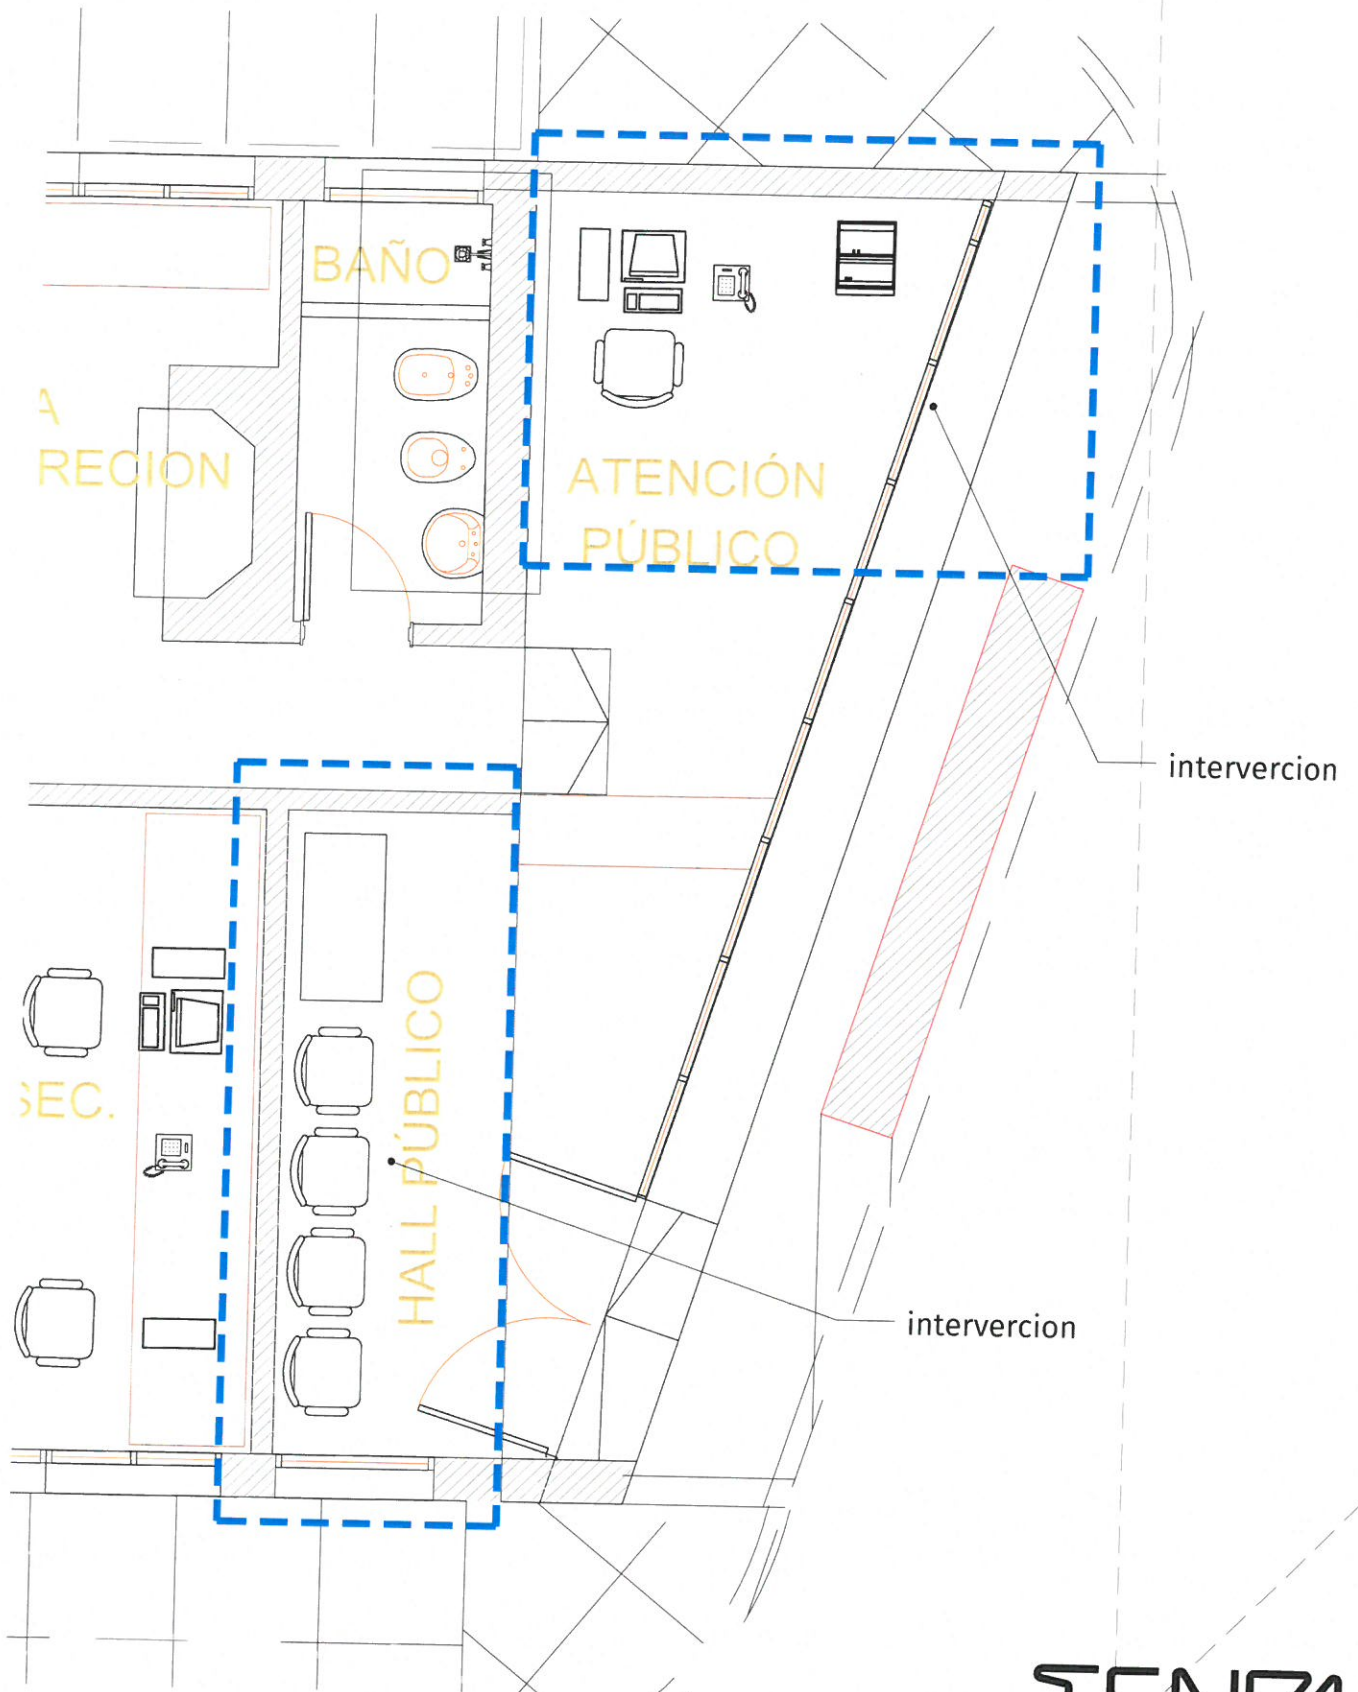 BAÑO
A
RECION
ATENCIÓN
PÚBLICO
intervercion
HALL PÚBLICO
SEC.
intervercion